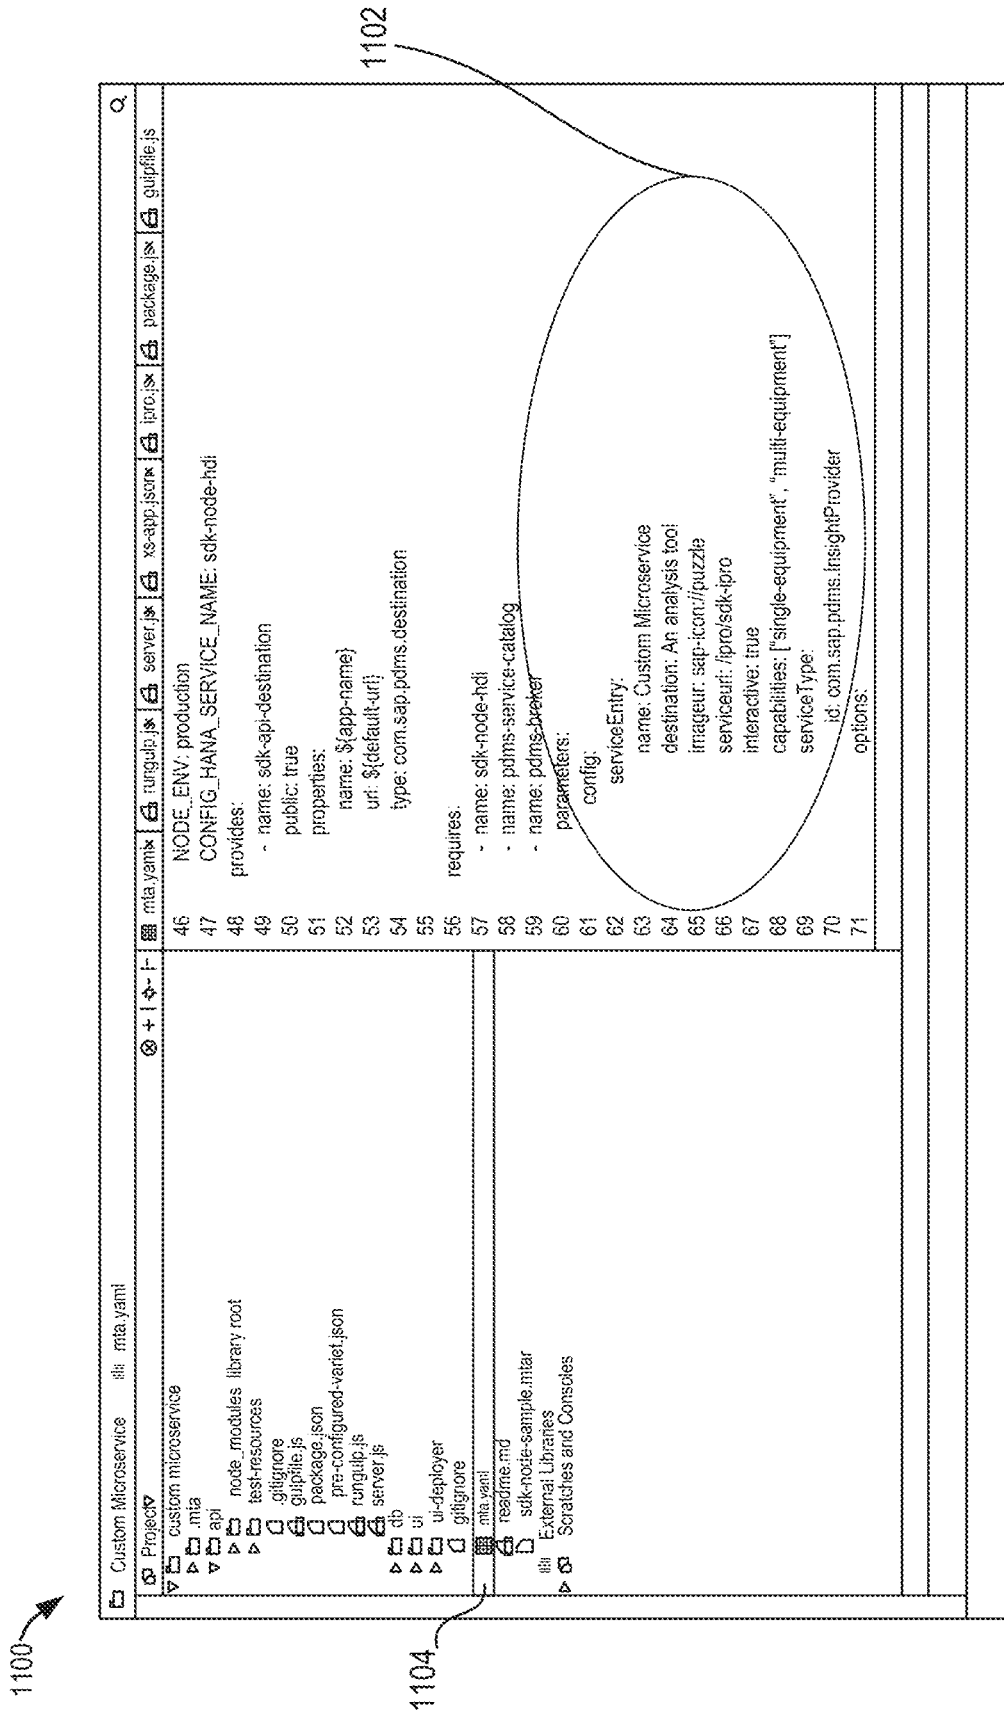 1100
Custom Microservice mta.yaml
Project
custom microservice
.mta
api
node_modules library root
test-resources
.gitignore
gulpfile.js
package.json
pre-configured-variet.json
rungulp.js
server.js
db
ui
ui-deployer
gitignore
mta.yaml
readme.md
sdk-node-sample.mtar
External Libraries
Scratches and Consoles
1104
mta.yaml× rungulp.js× server.js× xs-app.json× ipro.js× package.js× gulpfile.js
46 NODE_ENV: production
47 CONFIG_HANA_SERVICE_NAME: sdk-node-hdi
48 provides:
49 - name: sdk-api-destination
50 public: true
51 properties:
52 name: ${app-name}
53 url: ${default-url}
54 type: com.sap.pdms.destination
55
56 requires:
57 - name: sdk-node-hdi
58 - name: pdms-service-catalog
59 - name: pdms-broker
60 parameters:
61 config:
62 serviceEntry:
63 name: Custom Microservice
64 destination: An analysis tool
65 imageur: sap-icon://puzzle
66 serviceurl: /ipro/sdk-ipro
67 interactive: true
68 capabilities: ["single-equipment", "multi-equipment"]
69 serviceType:
70 id: com.sap.pdms.InsightProvider
71 options:
1102